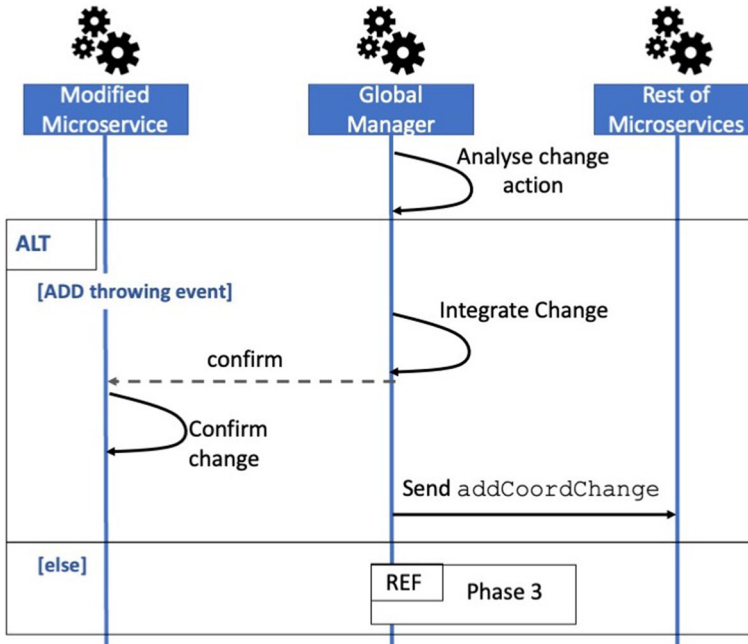 Modified
Microservice
Global
Manager
Rest of
Microservices
Analyse change
action
ALT
[ADD throwing event]
Integrate Change
confirm
Confirm
change
Send addCoordChange
[else]
REF
Phase 3